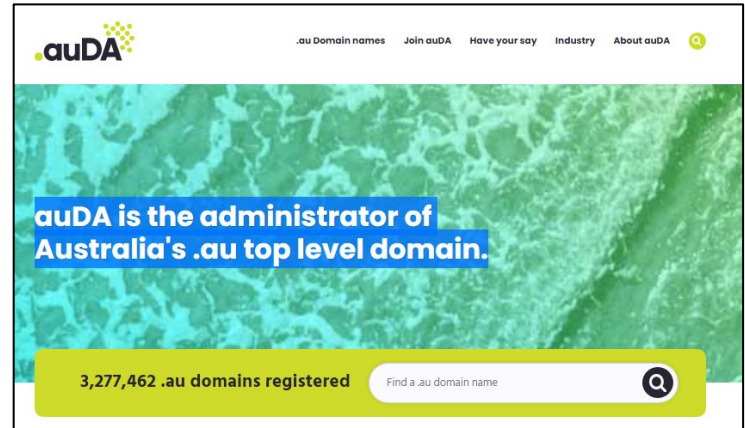 .auDA
.au Domain names Join auDA Have your say Industry About auDA
auDA is the administrator of
Australia's .au top level domain.
3,277,462 .au domains registered Find a .au domain name